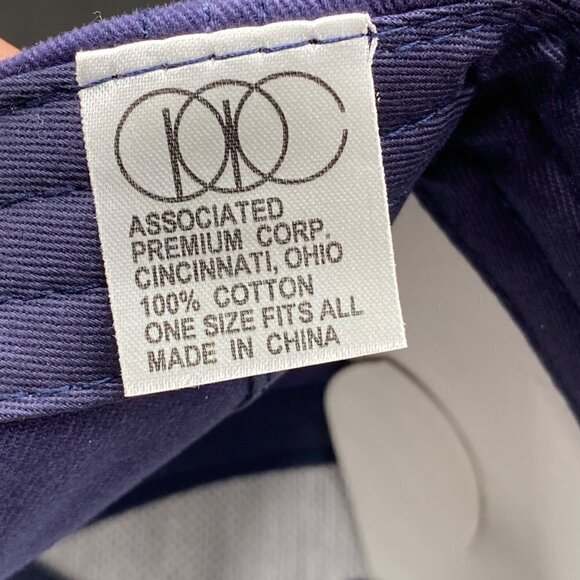 ASSOCIATED
PREMIUM CORP.
CINCINNATI, OHIO
100% COTTON
ONE SIZE FITS ALL
MADE IN CHINA